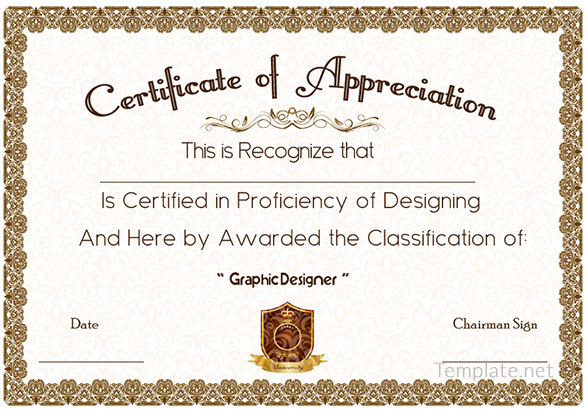 Certificate of Appreciation
This is Recognize that
Is Certified in Proficiency of Designing
And Here by Awarded the Classification of:
“ Graphic Designer ”
Date
Chairman Sign
University
Template.net